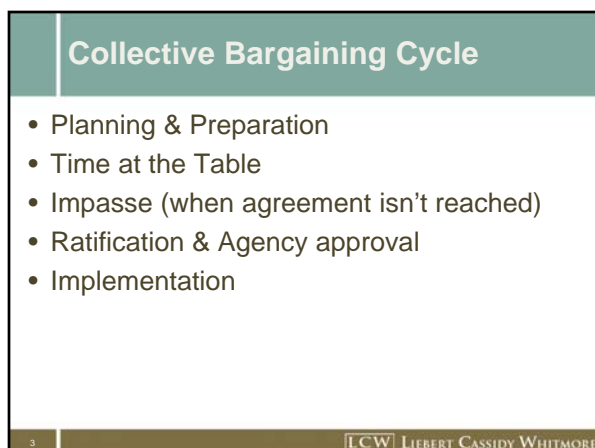 Collective Bargaining Cycle
• Planning & Preparation
• Time at the Table
• Impasse (when agreement isn't reached)
• Ratification & Agency approval
• Implementation
3
LCW LIEBERT CASSIDY WHITMORE